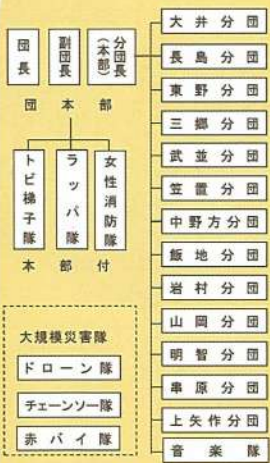 団長
副団長
分団長(本部)
団本部
トビ梯子隊
ラッパ隊
女性消防隊
本部付
大規模災害隊
ドローン隊
チェーンソー隊
赤バイ隊
大井分団
長島分団
東野分団
三郷分団
武並分団
笠置分団
中野方分団
飯地分団
岩村分団
山岡分団
明智分団
串原分団
上矢作分団
音楽隊